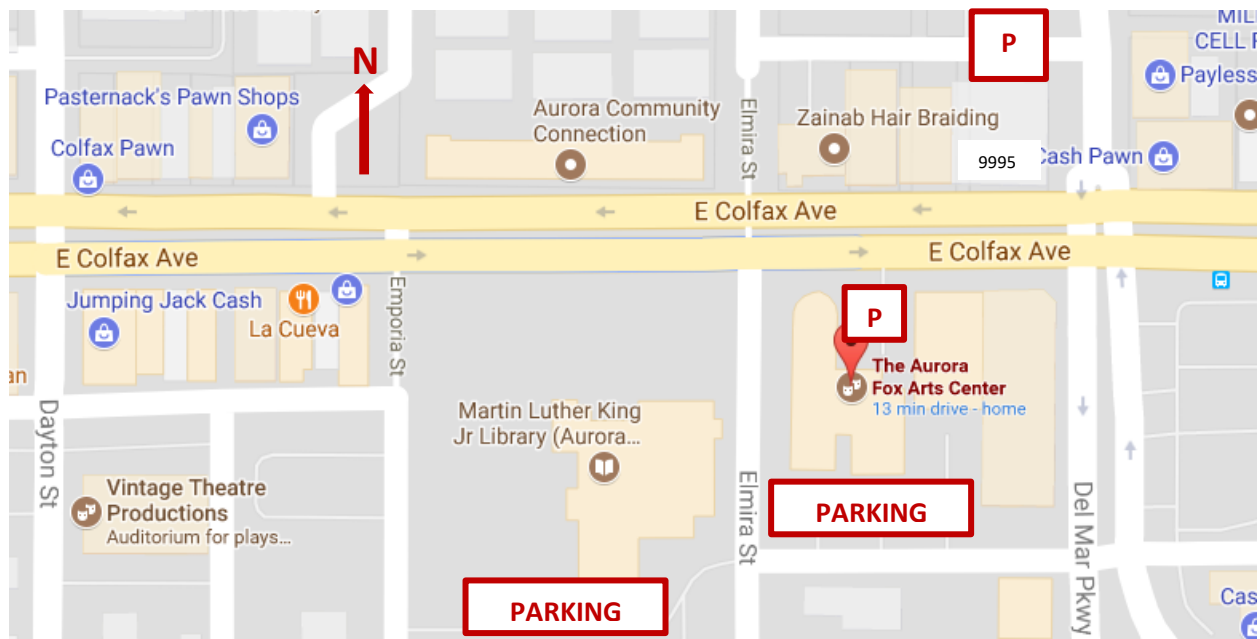 MIL
CELL F
P
N
Payless
Pasternack's Pawn Shops
Aurora Community
Connection
Elmira St
Zainab Hair Braiding
Colfax Pawn
9995
Cash Pawn
E Colfax Ave
E Colfax Ave
E Colfax Ave
Jumping Jack Cash
La Cueva
Emporia St
P
The Aurora
Fox Arts Center
13 min drive - home
an
Dayton St
Martin Luther King
Jr Library (Aurora...
Elmira St
Vintage Theatre
Productions
Auditorium for plays...
PARKING
Del Mar Pkwy
PARKING
Cas